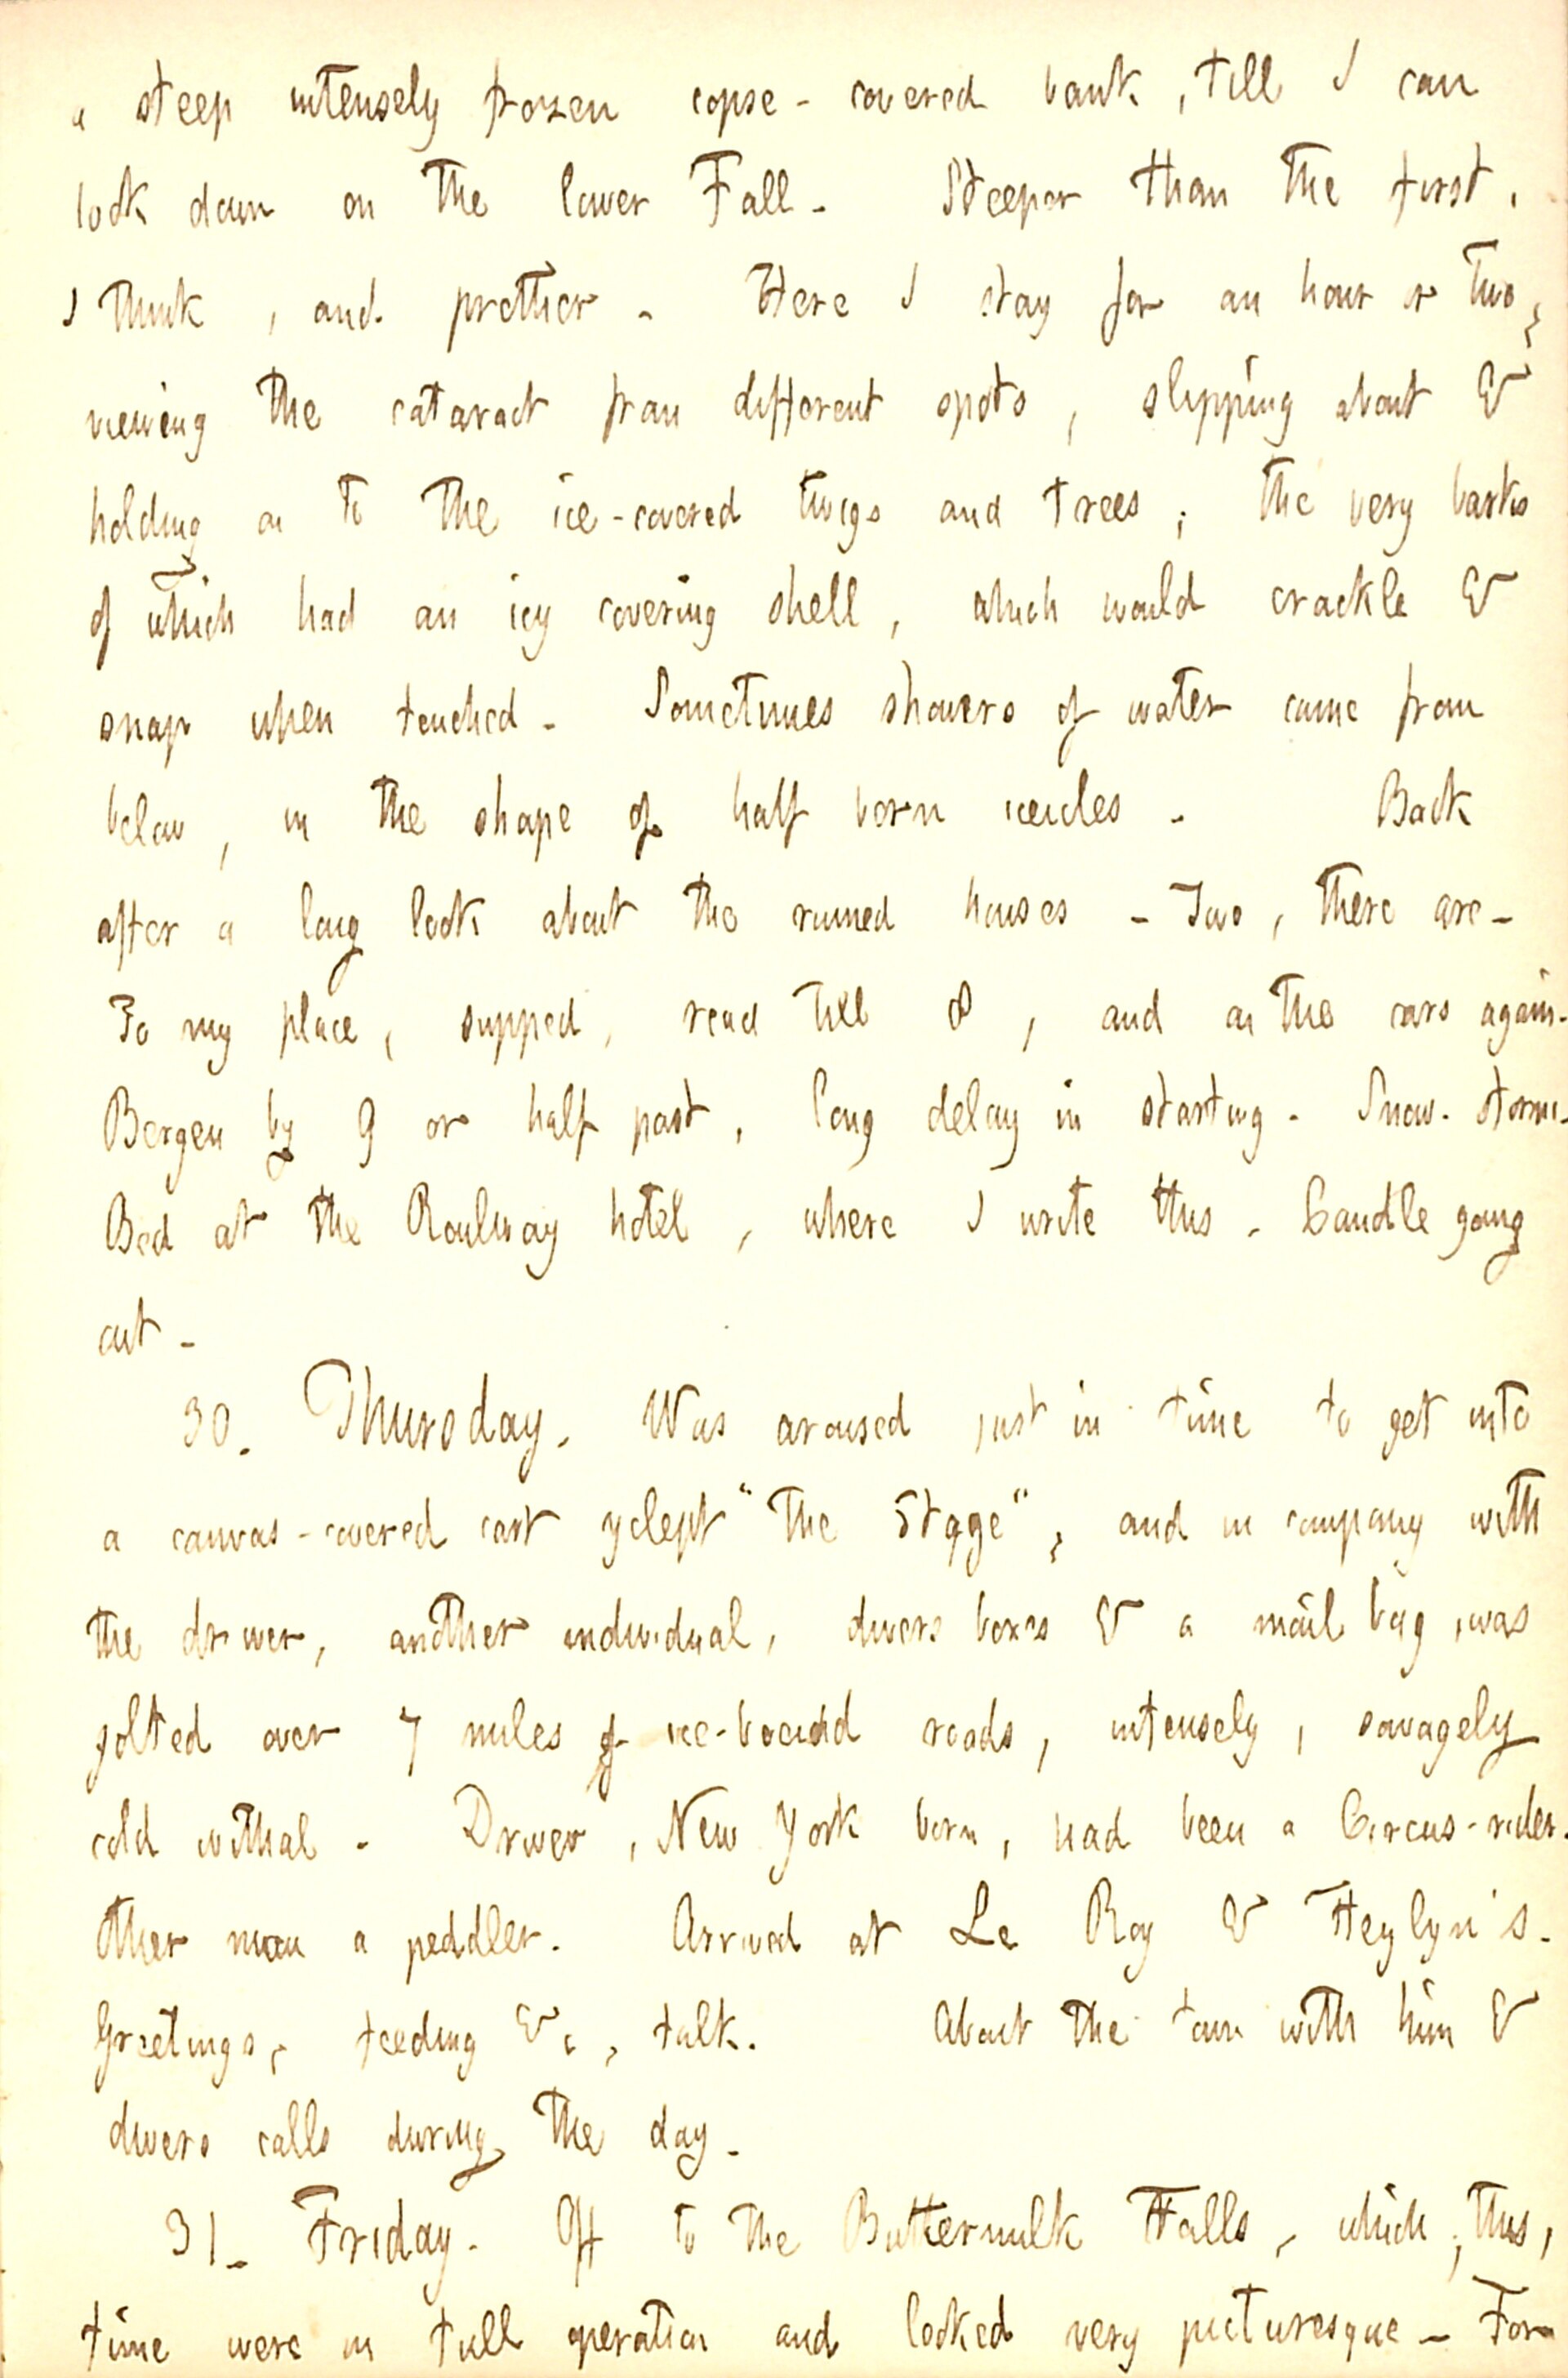 a steep intensely frozen copse-covered bank, till I can
look down on the lower Fall. Steeper than the first,
I think, and prettier. Here I stay for an hour or two,
viewing the cataract from different spots, slipping about &
holding on to the ice-covered twigs and trees; the very barks
of which had an icy covering shell, which would crackle &
snap when touched. Sometimes showers of water came from
below, in the shape of half born icicles. Back
after a long look about the ruined houses - Two, there are -
To my place, supped, read till 8, and on the cars again.
Bergen by 9 or half past, long delay in starting. Snow-storm.
Bed at the Railway hotel, where I write this. Candle going
out.
30. Thursday. Was aroused just in time to get into
a canvas-covered cart yclept "The Stage", and in company with
the driver, another individual, divers boxes & a mail bag, was
jolted over 7 miles of ice-bound roads, intensely, savagely
cold withal. Driver, New York born, had been a Circus-rider.
Other man a peddler. Arrived at Le Roy & Heylyn's.
Greetings, feeding &c, talk. About the town with him &
divers calls during the day.
31. Friday. Off to the Buttermilk Falls, which, this,
time were in full operation and looked very picturesque - For